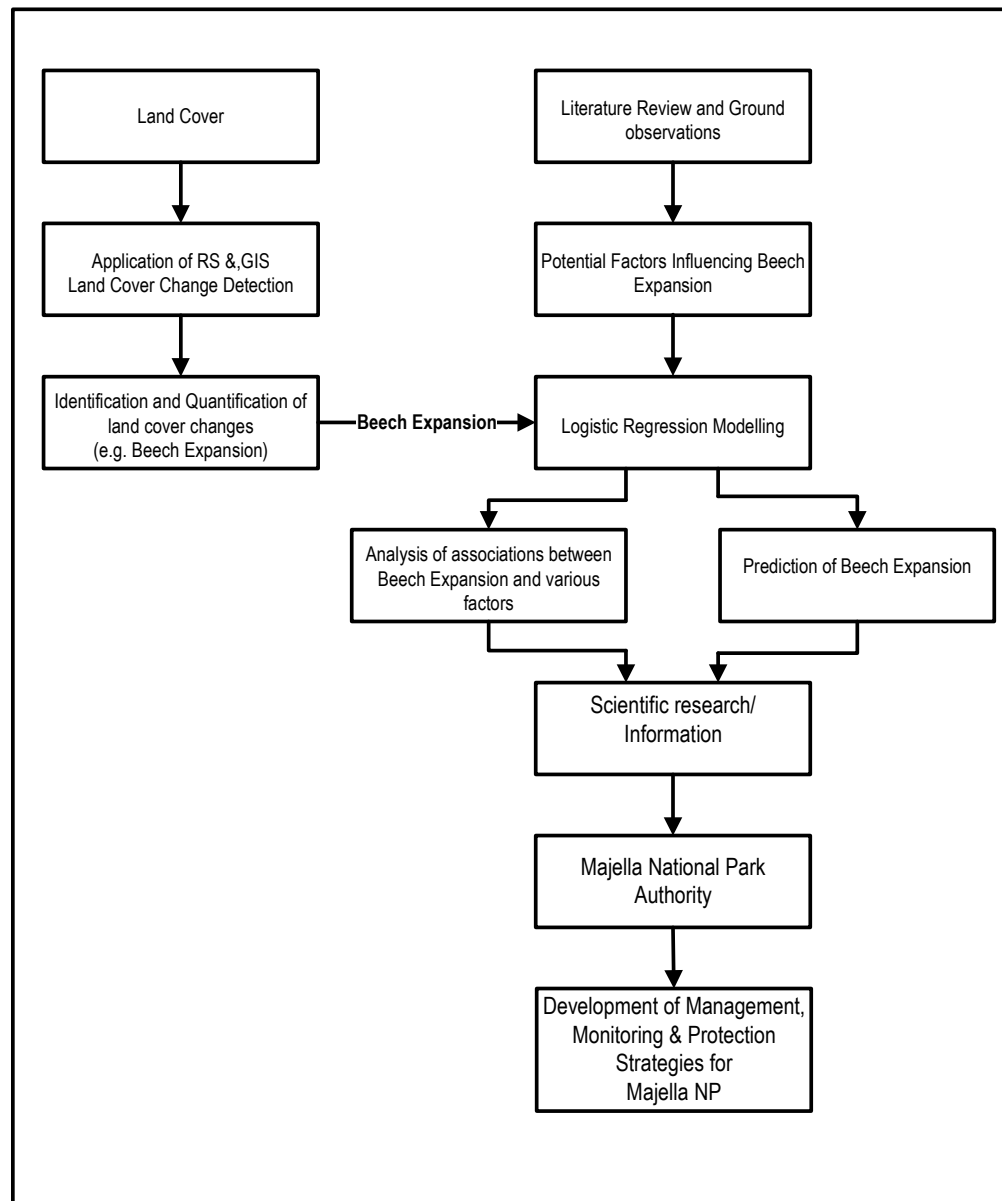 Land Cover
Literature Review and Ground
observations
Application of RS &,GIS
Land Cover Change Detection
Potential Factors Influencing Beech
Expansion
Identification and Quantification of
land cover changes
(e.g. Beech Expansion)
Beech Expansion
Logistic Regression Modelling
Analysis of associations between
Beech Expansion and various
factors
Prediction of Beech Expansion
Scientific research/
Information
Majella National Park
Authority
Development of Management,
Monitoring & Protection
Strategies for
Majella NP